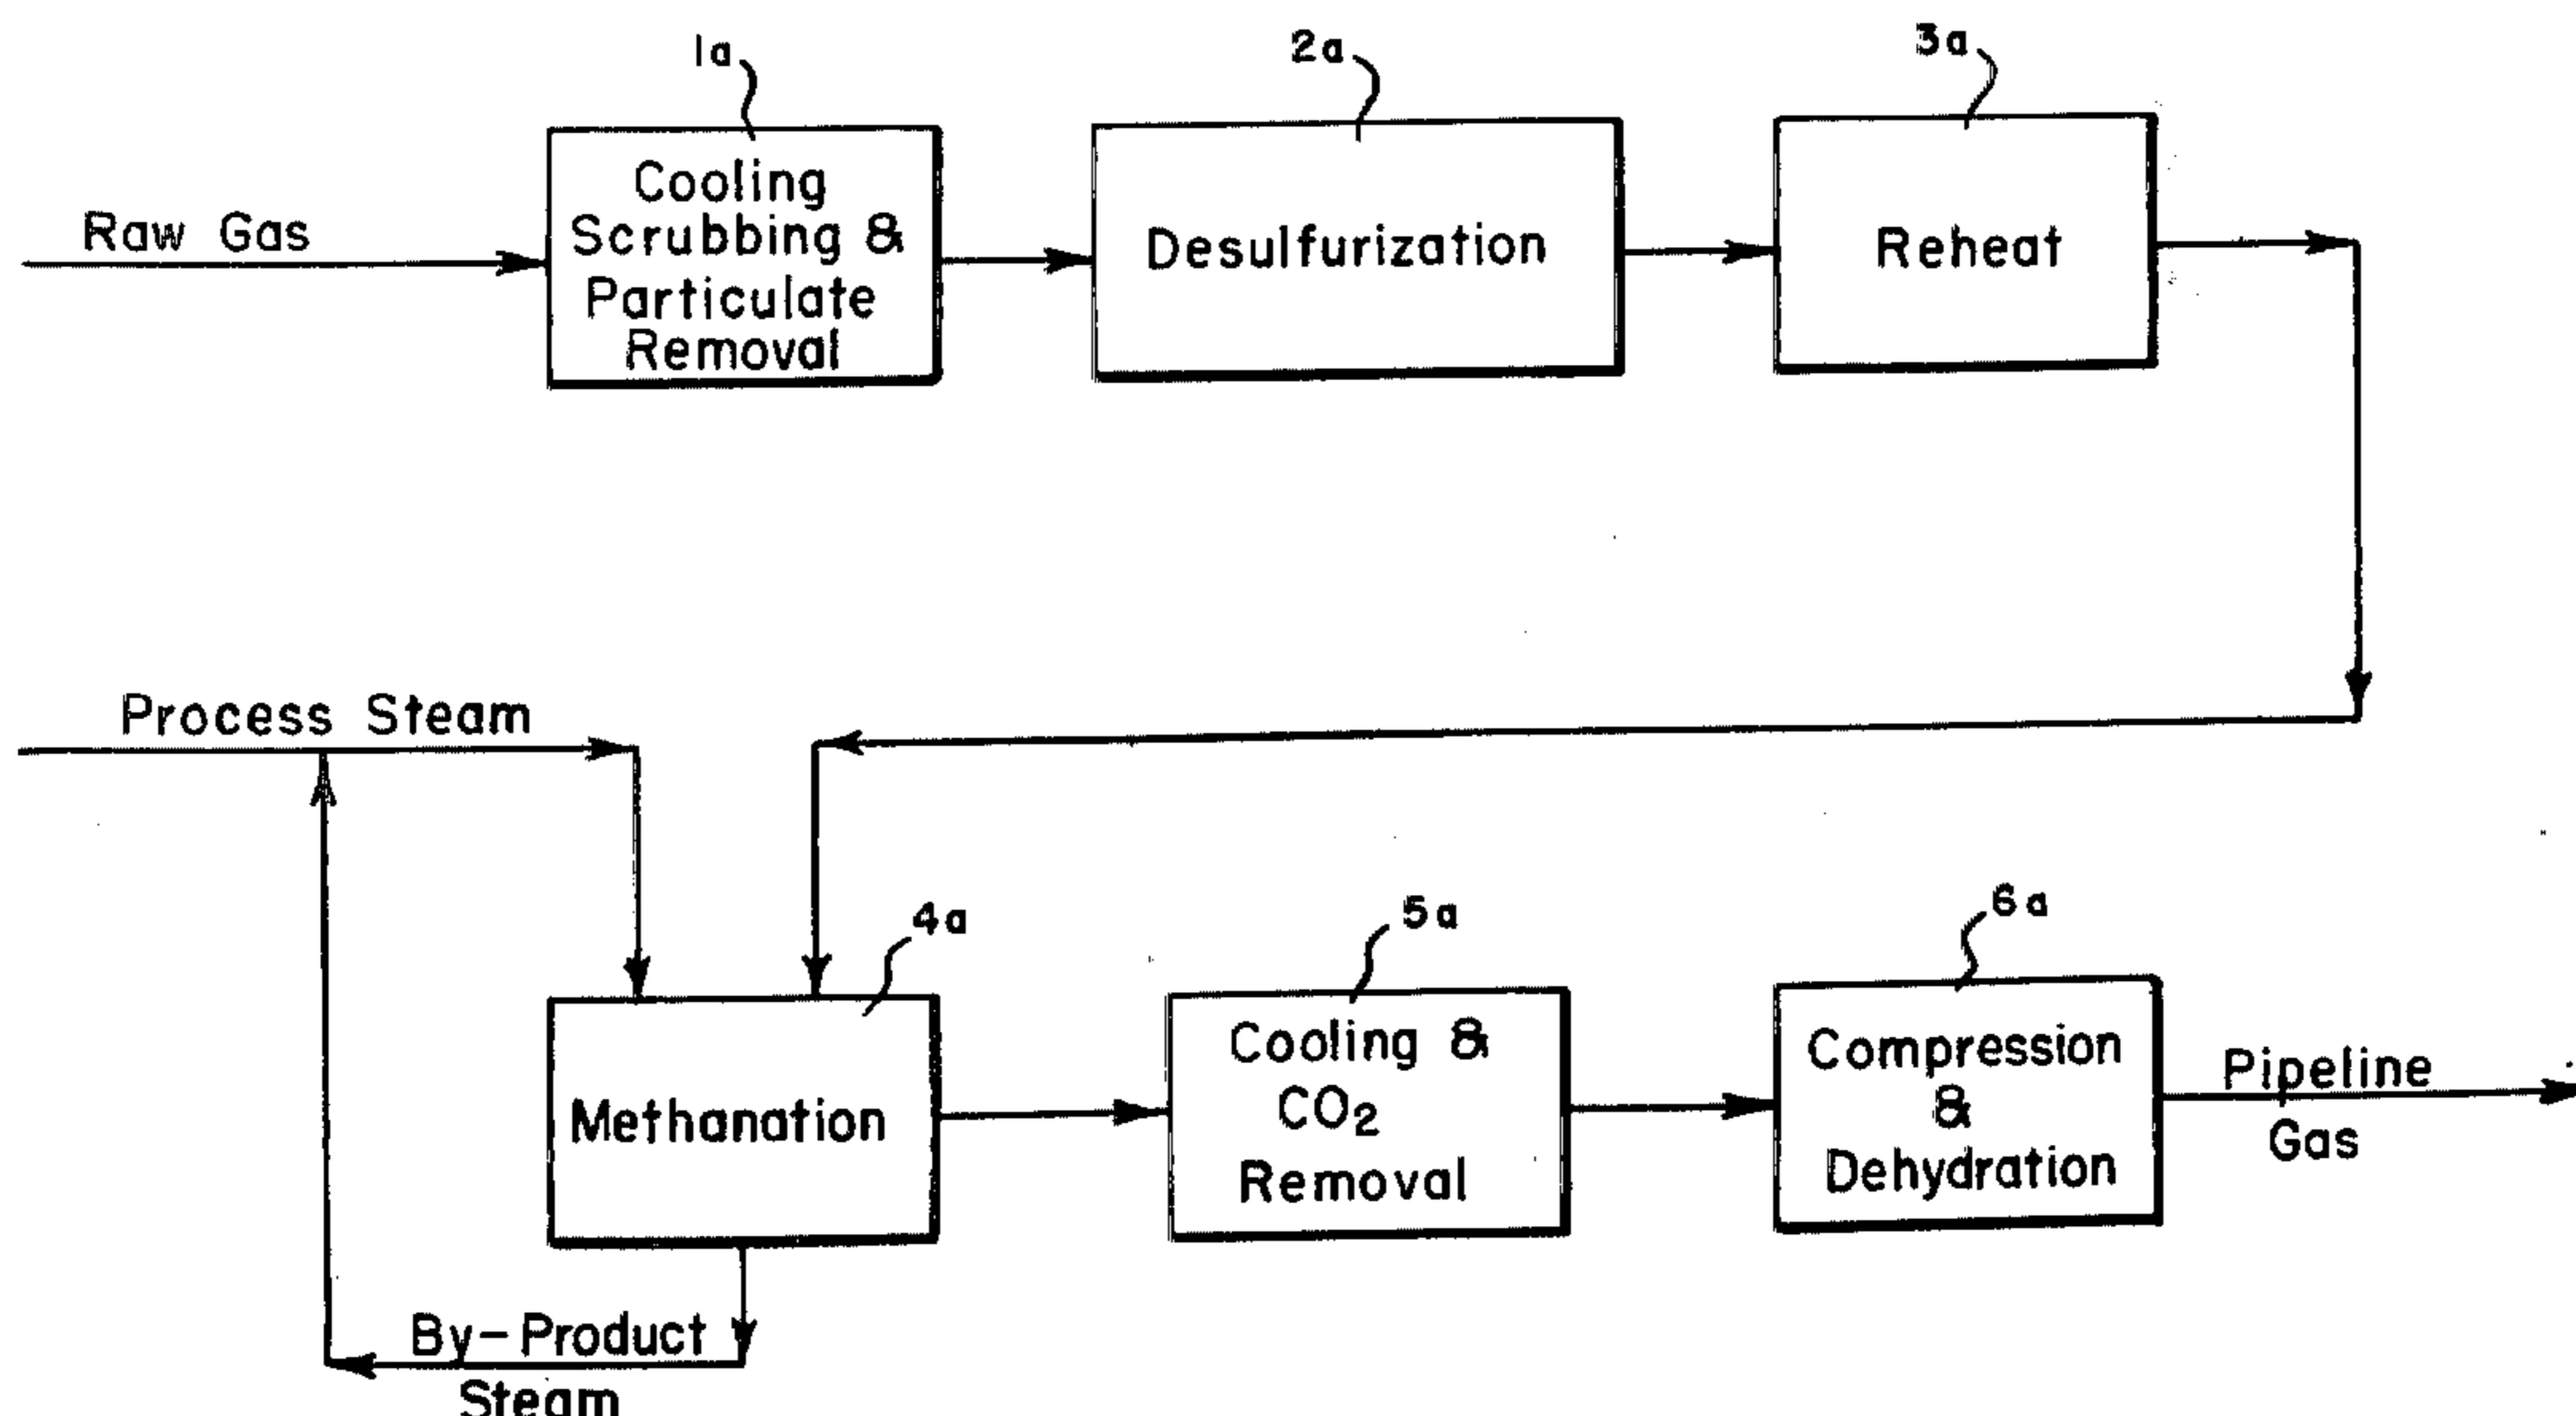 1a
2a
3a
Raw Gas
Cooling
Scrubbing &
Particulate
Removal
Desulfurization
Reheat
Process Steam
4a
5a
6a
Methanation
Cooling &
CO2
Removal
Compression
&
Dehydration
Pipeline
Gas
By-Product
Steam